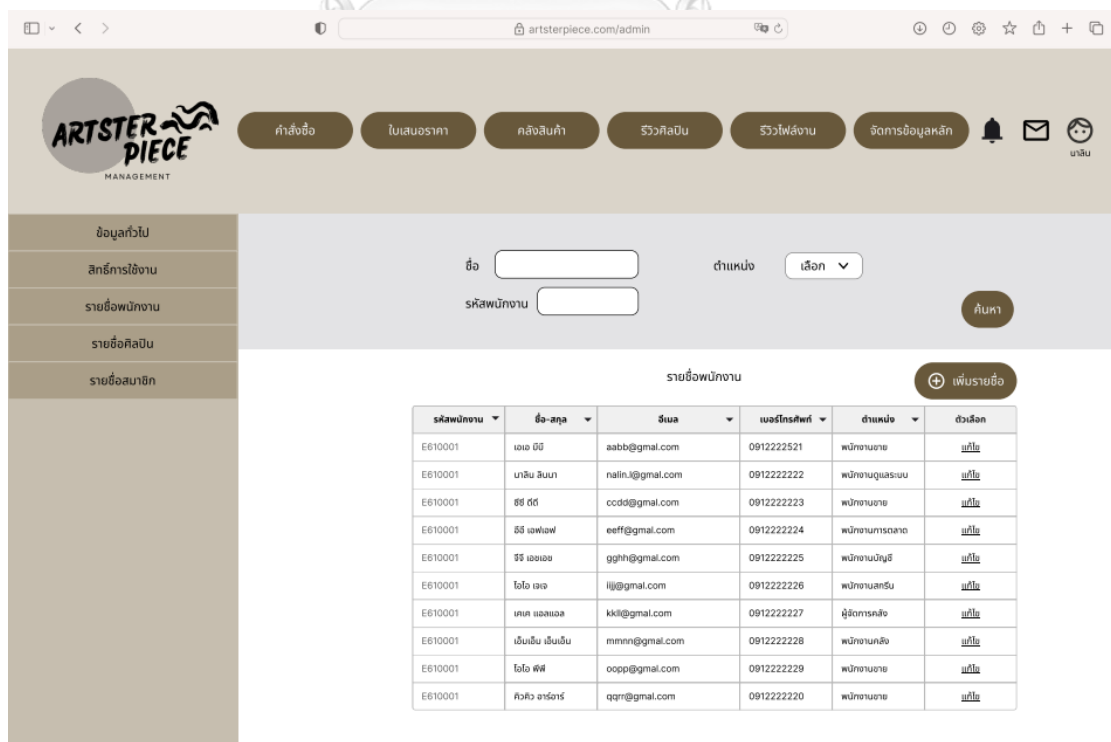 artsterpiece.com/admin
ARTSTER
PIECE
MANAGEMENT
คำสั่งซื้อ ใบเสนอราคา คลังสินค้า รีวิวศิลปิน รีวิวไฟล์งาน จัดการข้อมูลหลัก
นาลิน
ข้อมูลทั่วไป
สิทธิ์การใช้งาน
รายชื่อพนักงาน
รายชื่อศิลปิน
รายชื่อสมาชิก
ชื่อ ตำแหน่ง เลือก
รหัสพนักงาน
ค้นหา
รายชื่อพนักงาน เพิ่มรายชื่อ
รหัสพนักงาน ชื่อ-สกุล อีเมล เบอร์โทรศัพท์ ตำแหน่ง ตัวเลือก
E610001 เอเอ บีบี aabb@gmal.com 0912222521 พนักงานขาย แก้ไข
E610001 นาลิน ลินนา nalin.l@gmal.com 0912222222 พนักงานดูแลระบบ แก้ไข
E610001 ซีซี ดีดี ccdd@gmal.com 0912222223 พนักงานขาย แก้ไข
E610001 อีอี เอฟเอฟ eeff@gmal.com 0912222224 พนักงานการตลาด แก้ไข
E610001 จีจี เอชเอช gghh@gmal.com 0912222225 พนักงานบัญชี แก้ไข
E610001 ไอไอ เจเจ iijj@gmal.com 0912222226 พนักงานสกรีน แก้ไข
E610001 เคเค แอลแอล kkll@gmal.com 0912222227 ผู้จัดการคลัง แก้ไข
E610001 เอ็มเอ็ม เอ็นเอ็น mmnn@gmal.com 0912222228 พนักงานคลัง แก้ไข
E610001 โอโอ พีพี oopp@gmal.com 0912222229 พนักงานขาย แก้ไข
E610001 คิวคิว อาร์อาร์ qqrr@gmal.com 0912222220 พนักงานขาย แก้ไข